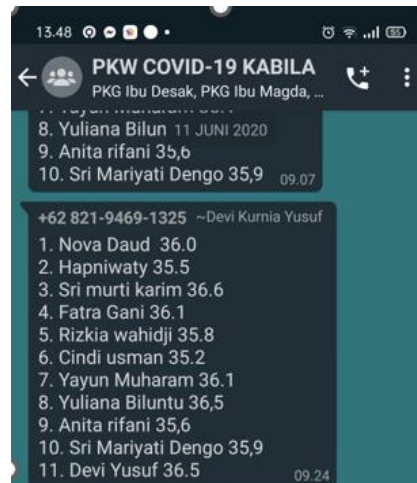 13.48
55
PKW COVID-19 KABILA
PKG Ibu Desak, PKG Ibu Magda, ...
8. Yuliana Bilun 11 JUNI 2020
9. Anita rifani 35,6
10. Sri Mariyati Dengo 35,9 09.07
+62 821-9469-1325 ~Devi Kurnia Yusuf
1. Nova Daud 36.0
2. Hapniwaty 35.5
3. Sri murti karim 36.6
4. Fatra Gani 36.1
5. Rizkia wahidji 35.8
6. Cindi usman 35.2
7. Yayun Muharam 36.1
8. Yuliana Biluntu 36,5
9. Anita rifani 35,6
10. Sri Mariyati Dengo 35,9
11. Devi Yusuf 36.5 09.24